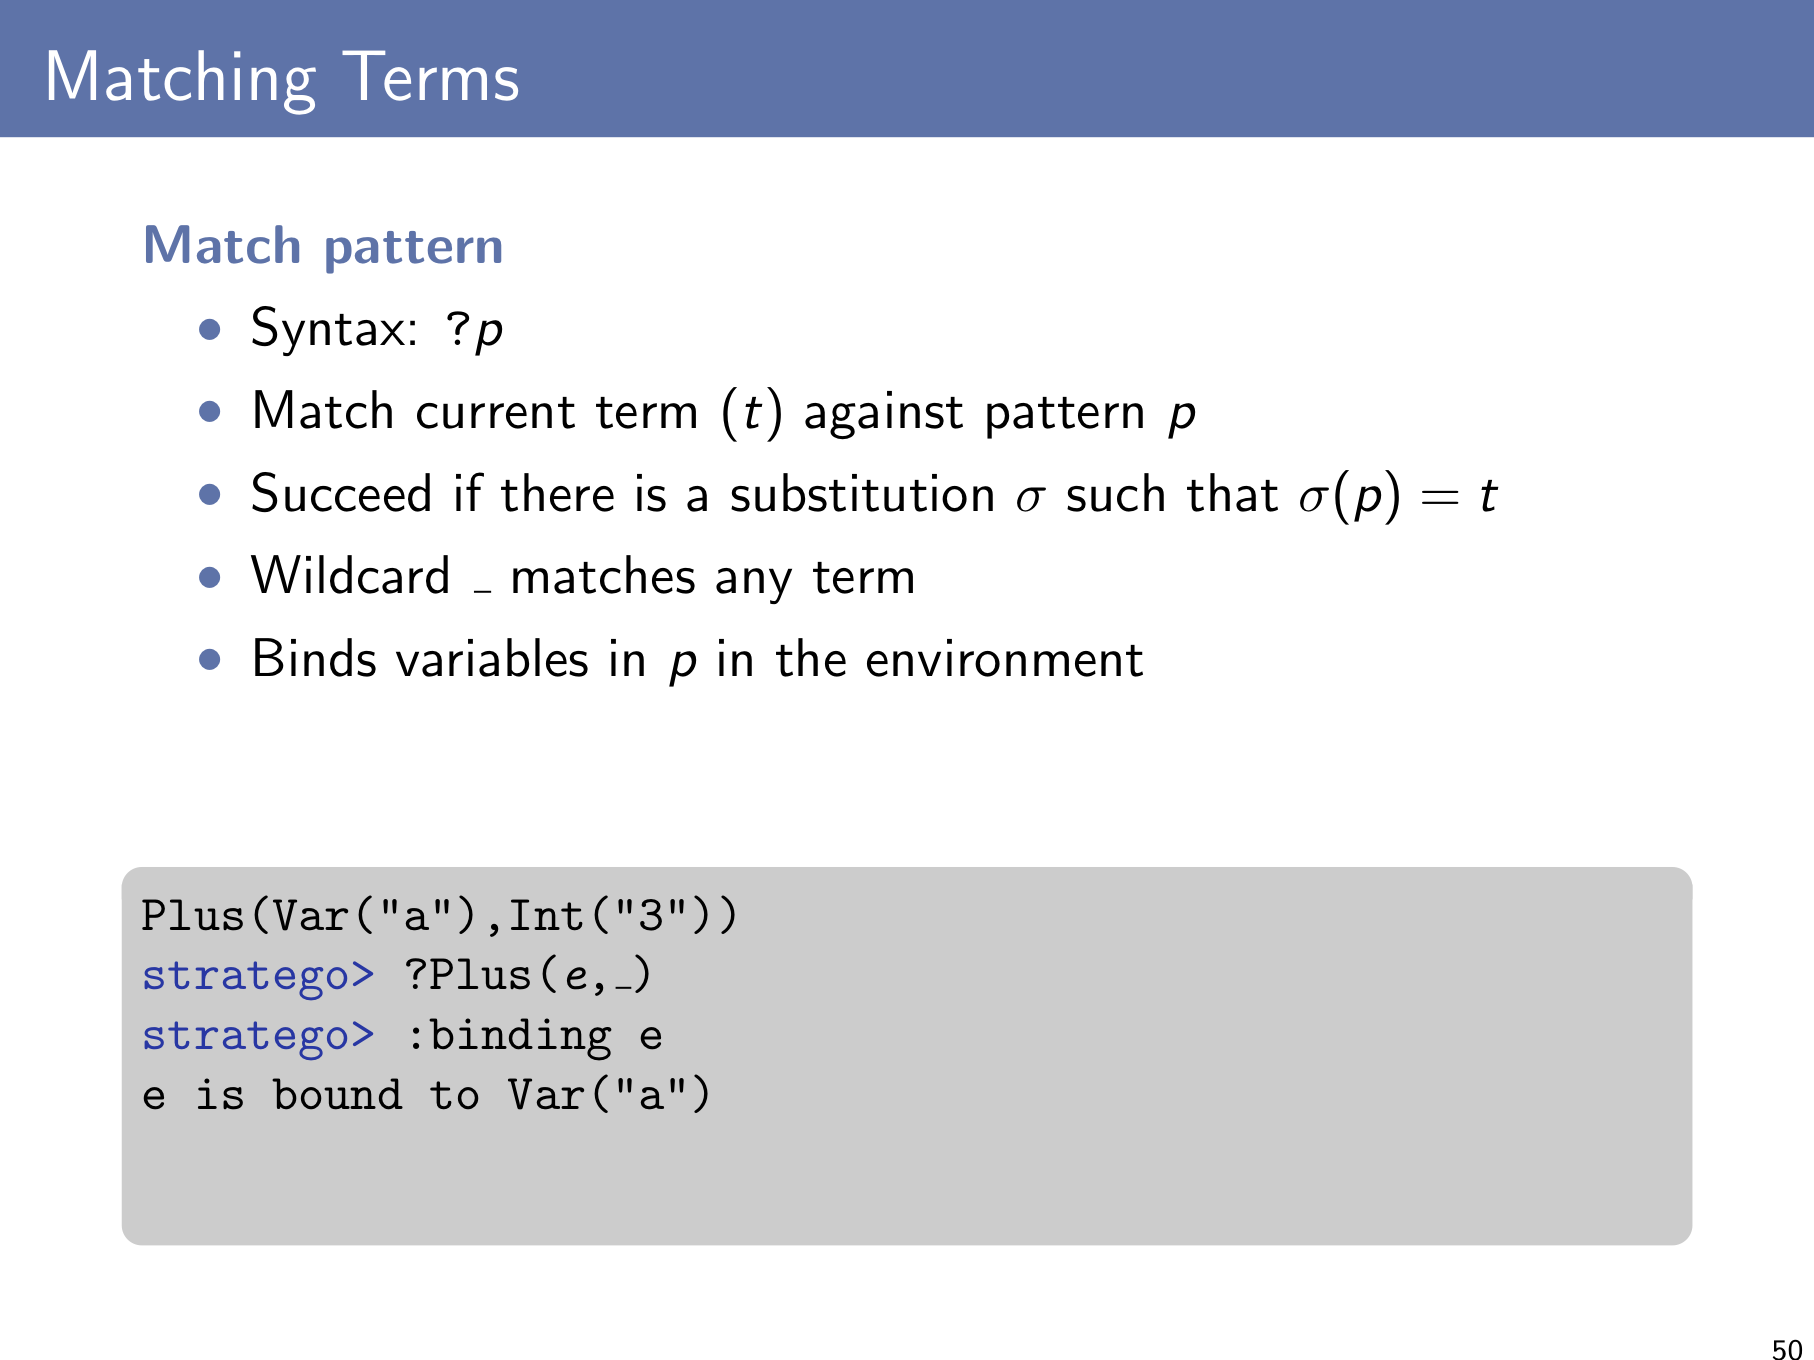 Matching Terms
Match pattern
• Syntax: ?p
• Match current term (t) against pattern p
• Succeed if there is a substitution σ such that σ(p) = t
• Wildcard _ matches any term
• Binds variables in p in the environment
Plus(Var("a"),Int("3"))
stratego> ?Plus(e,_)
stratego> :binding e
e is bound to Var("a")
50